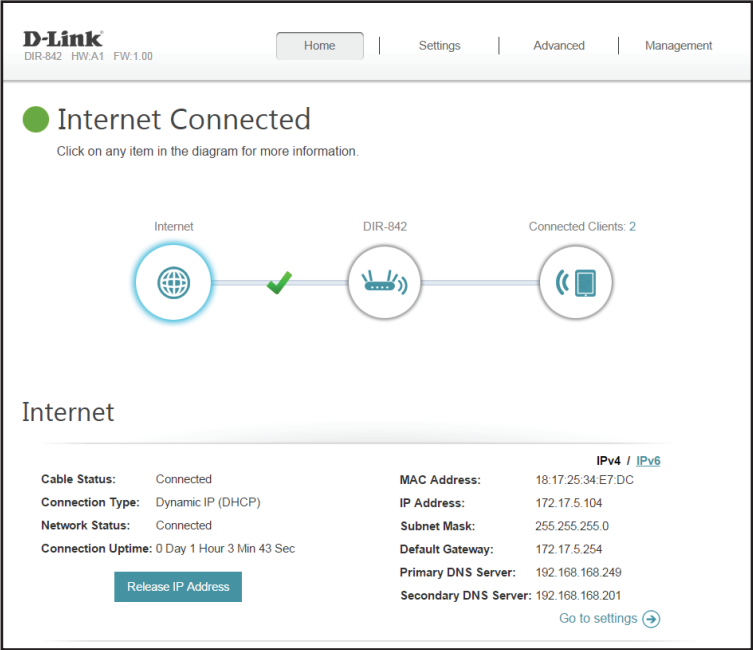 D-Link
DIR-842 HW:A1 FW:1.00
Home
Settings
Advanced
Management
Internet Connected
Click on any item in the diagram for more information.
Internet
DIR-842
Connected Clients: 2
Internet
IPv4 / IPv6
Cable Status: Connected
Connection Type: Dynamic IP (DHCP)
Network Status: Connected
Connection Uptime: 0 Day 1 Hour 3 Min 43 Sec
Release IP Address
MAC Address: 18:17:25:34:E7:DC
IP Address: 172.17.5.104
Subnet Mask: 255.255.255.0
Default Gateway: 172.17.5.254
Primary DNS Server: 192.168.168.249
Secondary DNS Server: 192.168.168.201
Go to settings